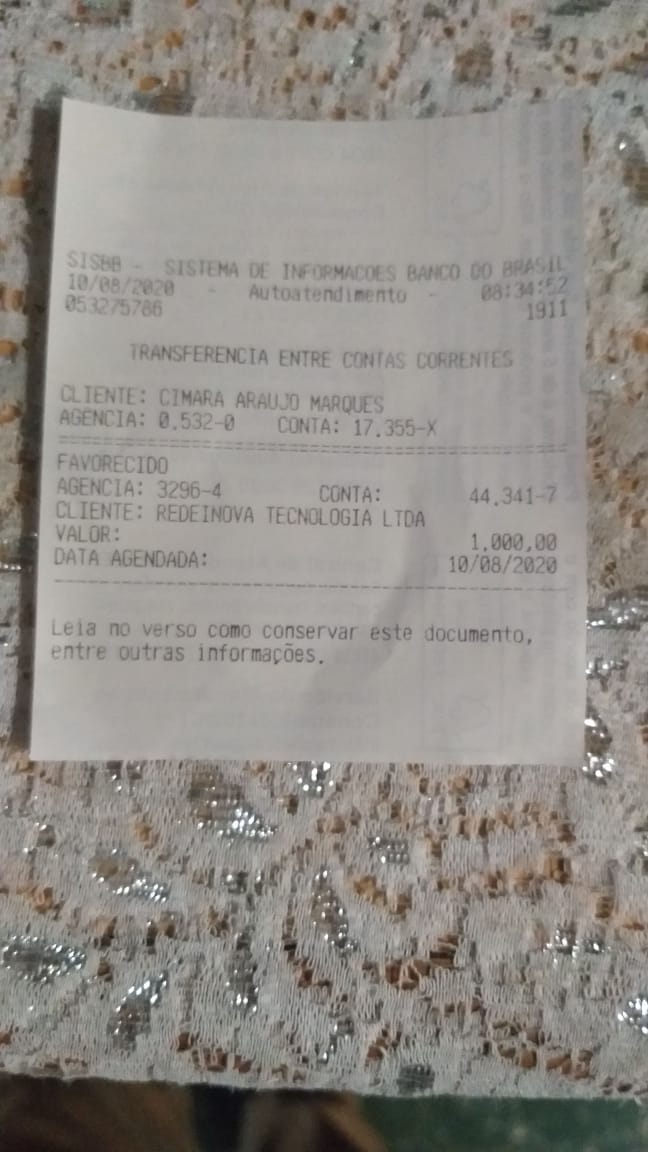 SISBB - SISTEMA DE INFORMACOES BANCO DO BRASIL
10/08/2020 - Autoatendimento - 08:34:52
053275786 1911
TRANSFERENCIA ENTRE CONTAS CORRENTES
CLIENTE: CIMARA ARAUJO MARQUES
AGENCIA: 0.532-0 CONTA: 17.355-X
FAVORECIDO
AGENCIA: 3296-4 CONTA: 44.341-7
CLIENTE: REDEINOVA TECNOLOGIA LTDA
VALOR: 1.000,00
DATA AGENDADA: 10/08/2020
Leia no verso como conservar este documento,
entre outras informações.